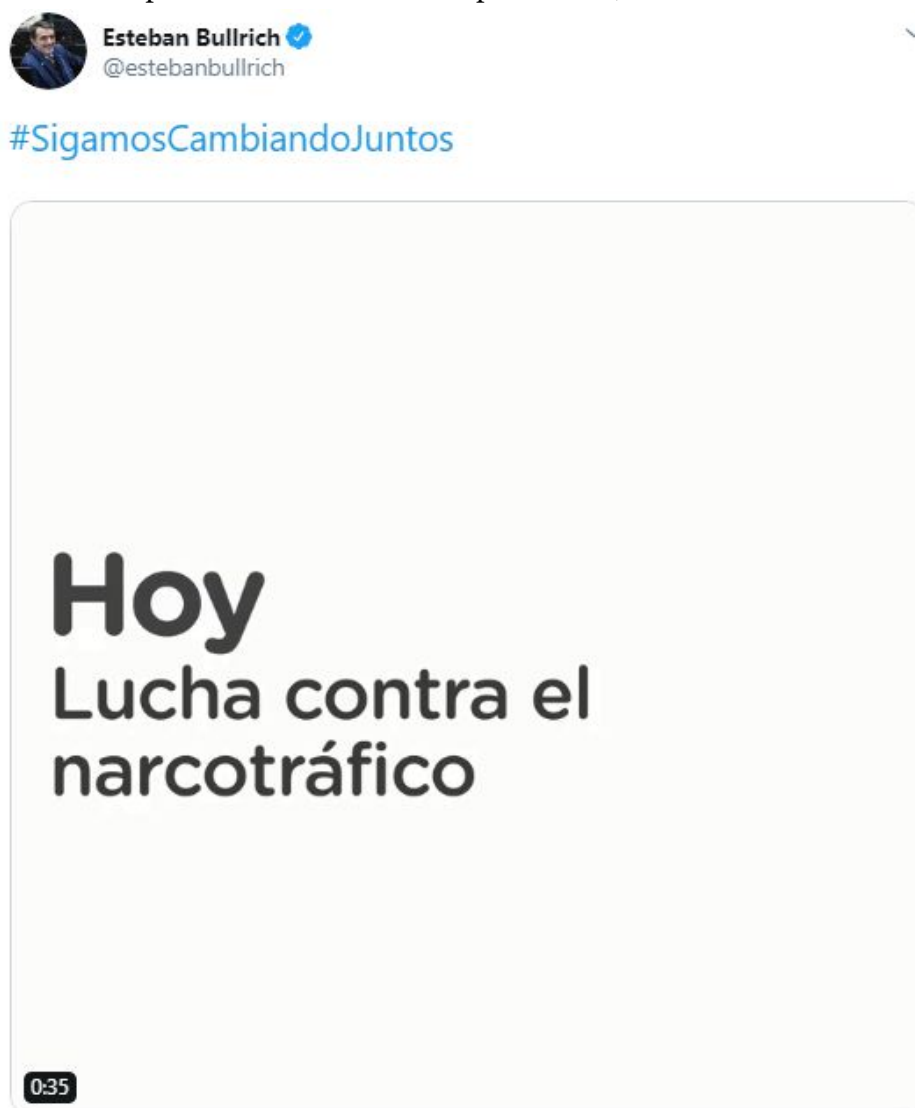 Esteban Bullrich
@estebanbullrich
#SigamosCambiandoJuntos
Hoy
Lucha contra el
narcotráfico
0:35